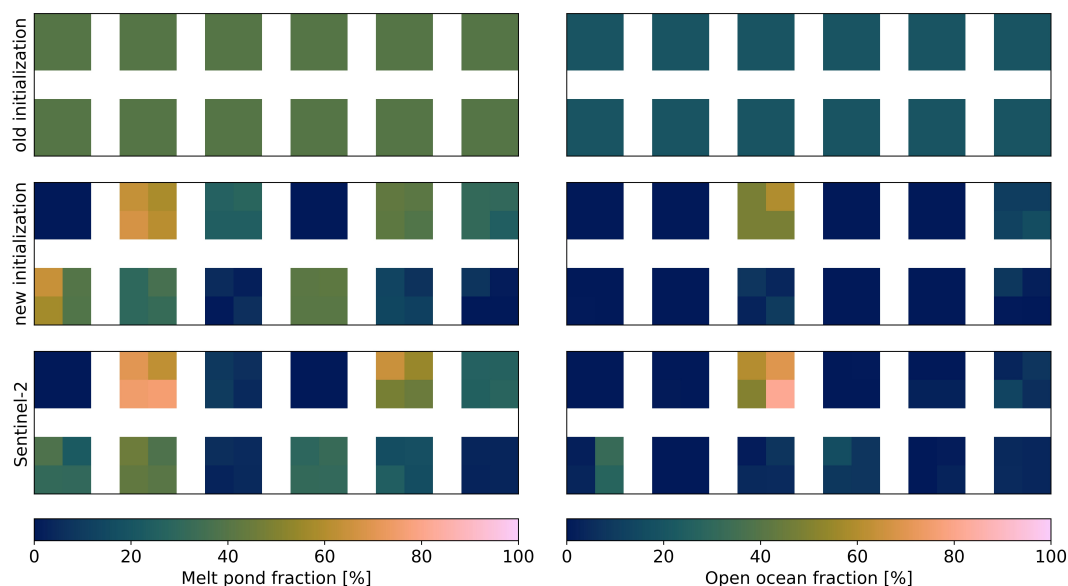 old initialization
new initialization
Sentinel-2
0 20 40 60 80 100
Melt pond fraction [%]
0 20 40 60 80 100
Open ocean fraction [%]